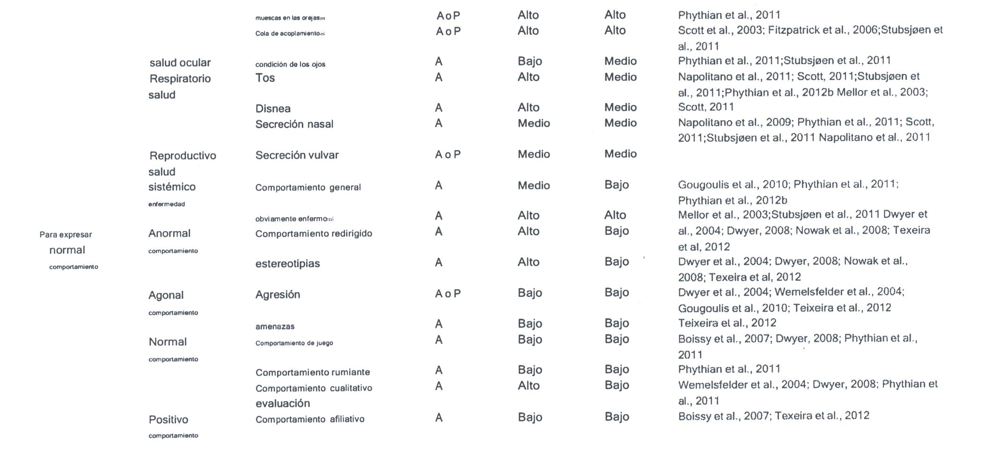 muescas en las orejas A o P Alto Alto Phythian et al., 2011
Cola de acoplamiento A o P Alto Alto Scott et al., 2003; Fitzpatrick et al., 2006;Stubsjøen et
al., 2011
salud ocular condición de los ojos A Bajo Medio Phythian et al., 2011;Stubsjøen et al., 2011
Respiratorio Tos A Alto Medio Napolitano et al., 2011; Scott, 2011;Stubsjøen et
salud al., 2011;Phythian et al., 2012b Mellor et al., 2003;
Disnea A Alto Medio Scott, 2011
Secreción nasal A Medio Medio Napolitano et al., 2009; Phythian et al., 2011; Scott,
2011;Stubsjøen et al., 2011 Napolitano et al., 2011
Reproductivo Secreción vulvar A o P Medio Medio
salud
sistémico Comportamiento general A Medio Bajo Gougoulis et al., 2010; Phythian et al., 2011;
enfermedad Phythian et al., 2012b
obviamente enfermo A Alto Alto Mellor et al., 2003;Stubsjøen et al., 2011 Dwyer et
Para expresar Anormal Comportamiento redirigido A Alto Bajo al., 2004; Dwyer, 2008; Nowak et al., 2008; Texeira
normal comportamiento et al, 2012
comportamiento estereotipias A Alto Bajo Dwyer et al., 2004; Dwyer, 2008; Nowak et al.,
2008; Texeira et al, 2012
Agonal Agresión A o P Bajo Bajo Dwyer et al., 2004; Wemelsfelder et al., 2004;
comportamiento Gougoulis et al., 2010; Teixeira et al., 2012
amenazas A Bajo Bajo Teixeira et al., 2012
Normal Comportamiento de juego A Bajo Bajo Boissy et al., 2007; Dwyer, 2008; Phythian et al.,
comportamiento 2011
Comportamiento rumiante A Bajo Bajo Phythian et al., 2011
Comportamiento cualitativo A Alto Bajo Wemelsfelder et al., 2004; Dwyer, 2008; Phythian et
evaluación al., 2011
Positivo Comportamiento afiliativo A Bajo Bajo Boissy et al., 2007; Texeira et al., 2012
comportamiento